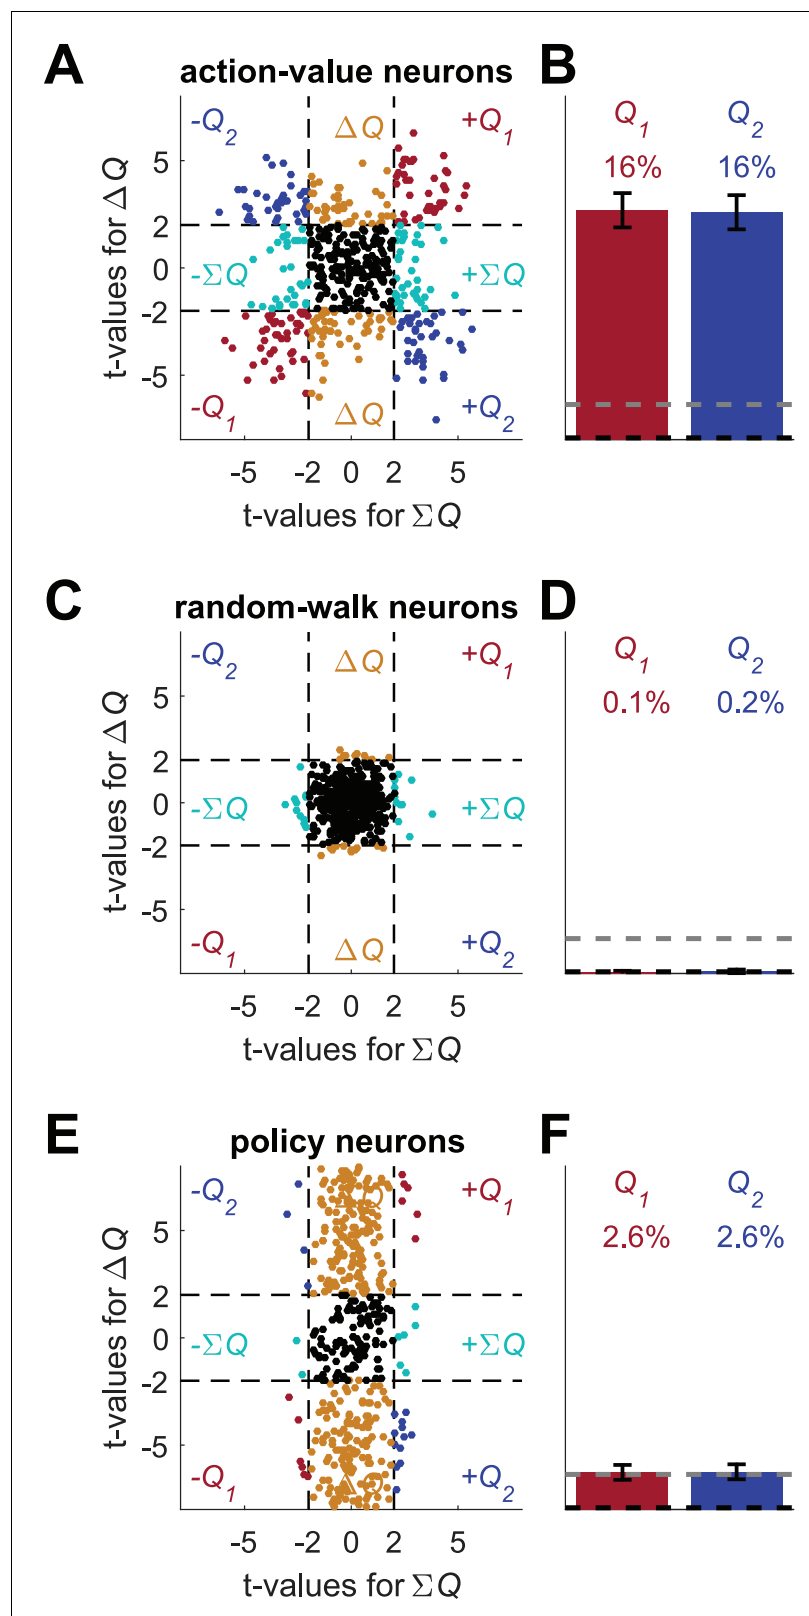 A
action-value neurons
-Q2
ΔQ
+Q1
5
2
0
-2
-5
-ΣQ
+ΣQ
-Q1
ΔQ
+Q2
t-values for ΔQ
-5 -2 0 2 5
t-values for ΣQ
B
Q1 Q2
16% 16%
C
random-walk neurons
-Q2
ΔQ
+Q1
5
2
0
-2
-5
-ΣQ
+ΣQ
-Q1
ΔQ
+Q2
t-values for ΔQ
-5 -2 0 2 5
t-values for ΣQ
D
Q1 Q2
0.1% 0.2%
E
policy neurons
-Q2
+Q1
5
2
0
-2
-5
-ΣQ
+ΣQ
-Q1
+Q2
t-values for ΔQ
-5 -2 0 2 5
t-values for ΣQ
F
Q1 Q2
2.6% 2.6%